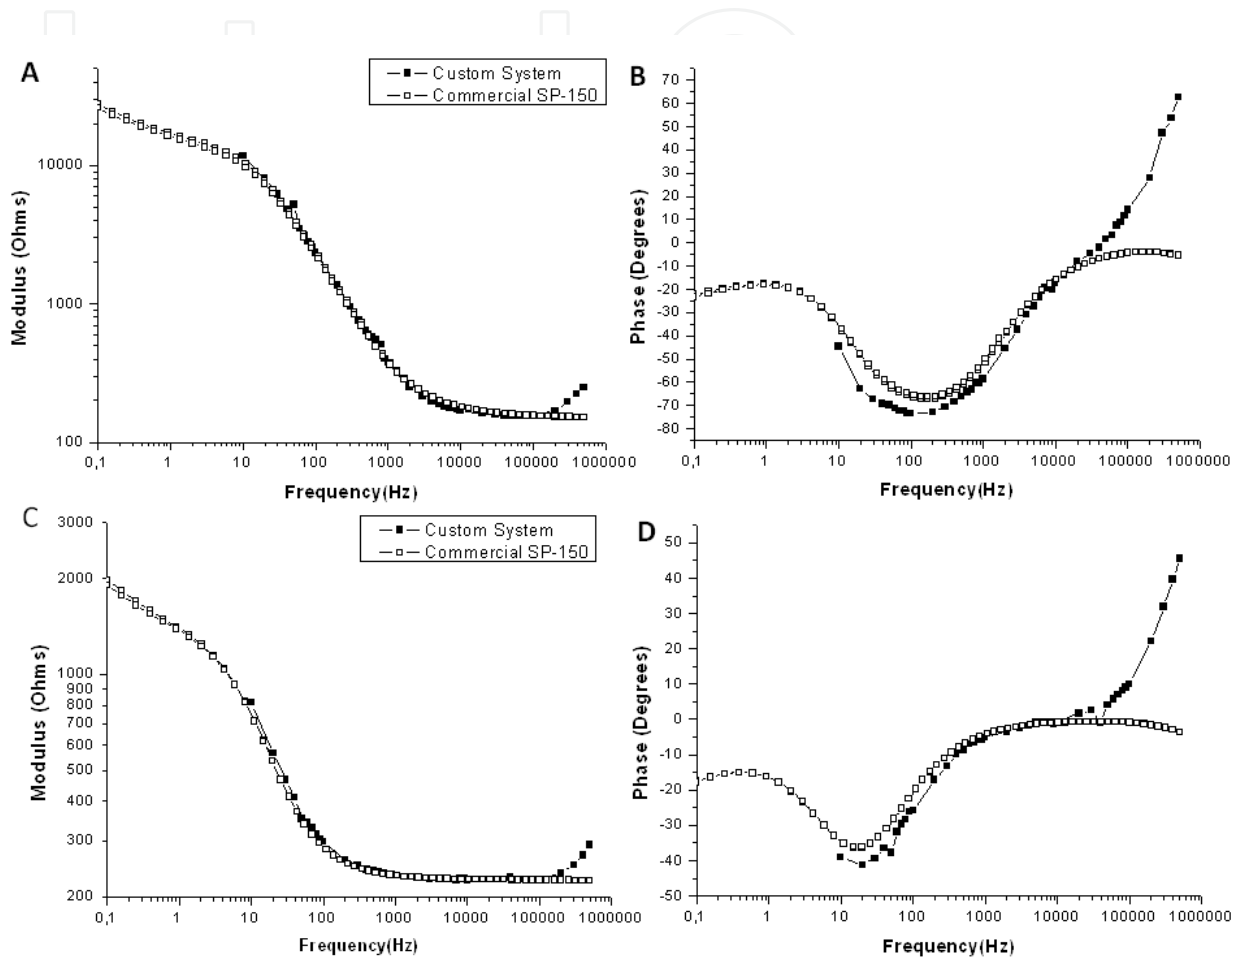 A
Custom System
Commercial SP-150
10000
1000
100
Modulus (Ohms)
0,1 1 10 100 1000 10000 100000 1000000
Frequency(Hz)
B
70
60
50
40
30
20
10
0
-10
-20
-30
-40
-50
-60
-70
-80
Phase (Degrees)
0,1 1 10 100 1000 10000 100000 1000000
Frequency(Hz)
C
Custom System
Commercial SP-150
3000
2000
1000
900
800
700
600
500
400
300
200
Modulus (Ohms)
0,1 1 10 100 1000 10000 100000 1000000
Frequency(Hz)
D
50
40
30
20
10
0
-10
-20
-30
-40
-50
Phase (Degrees)
0,1 1 10 100 1000 10000 100000 1000000
Frequency(Hz)